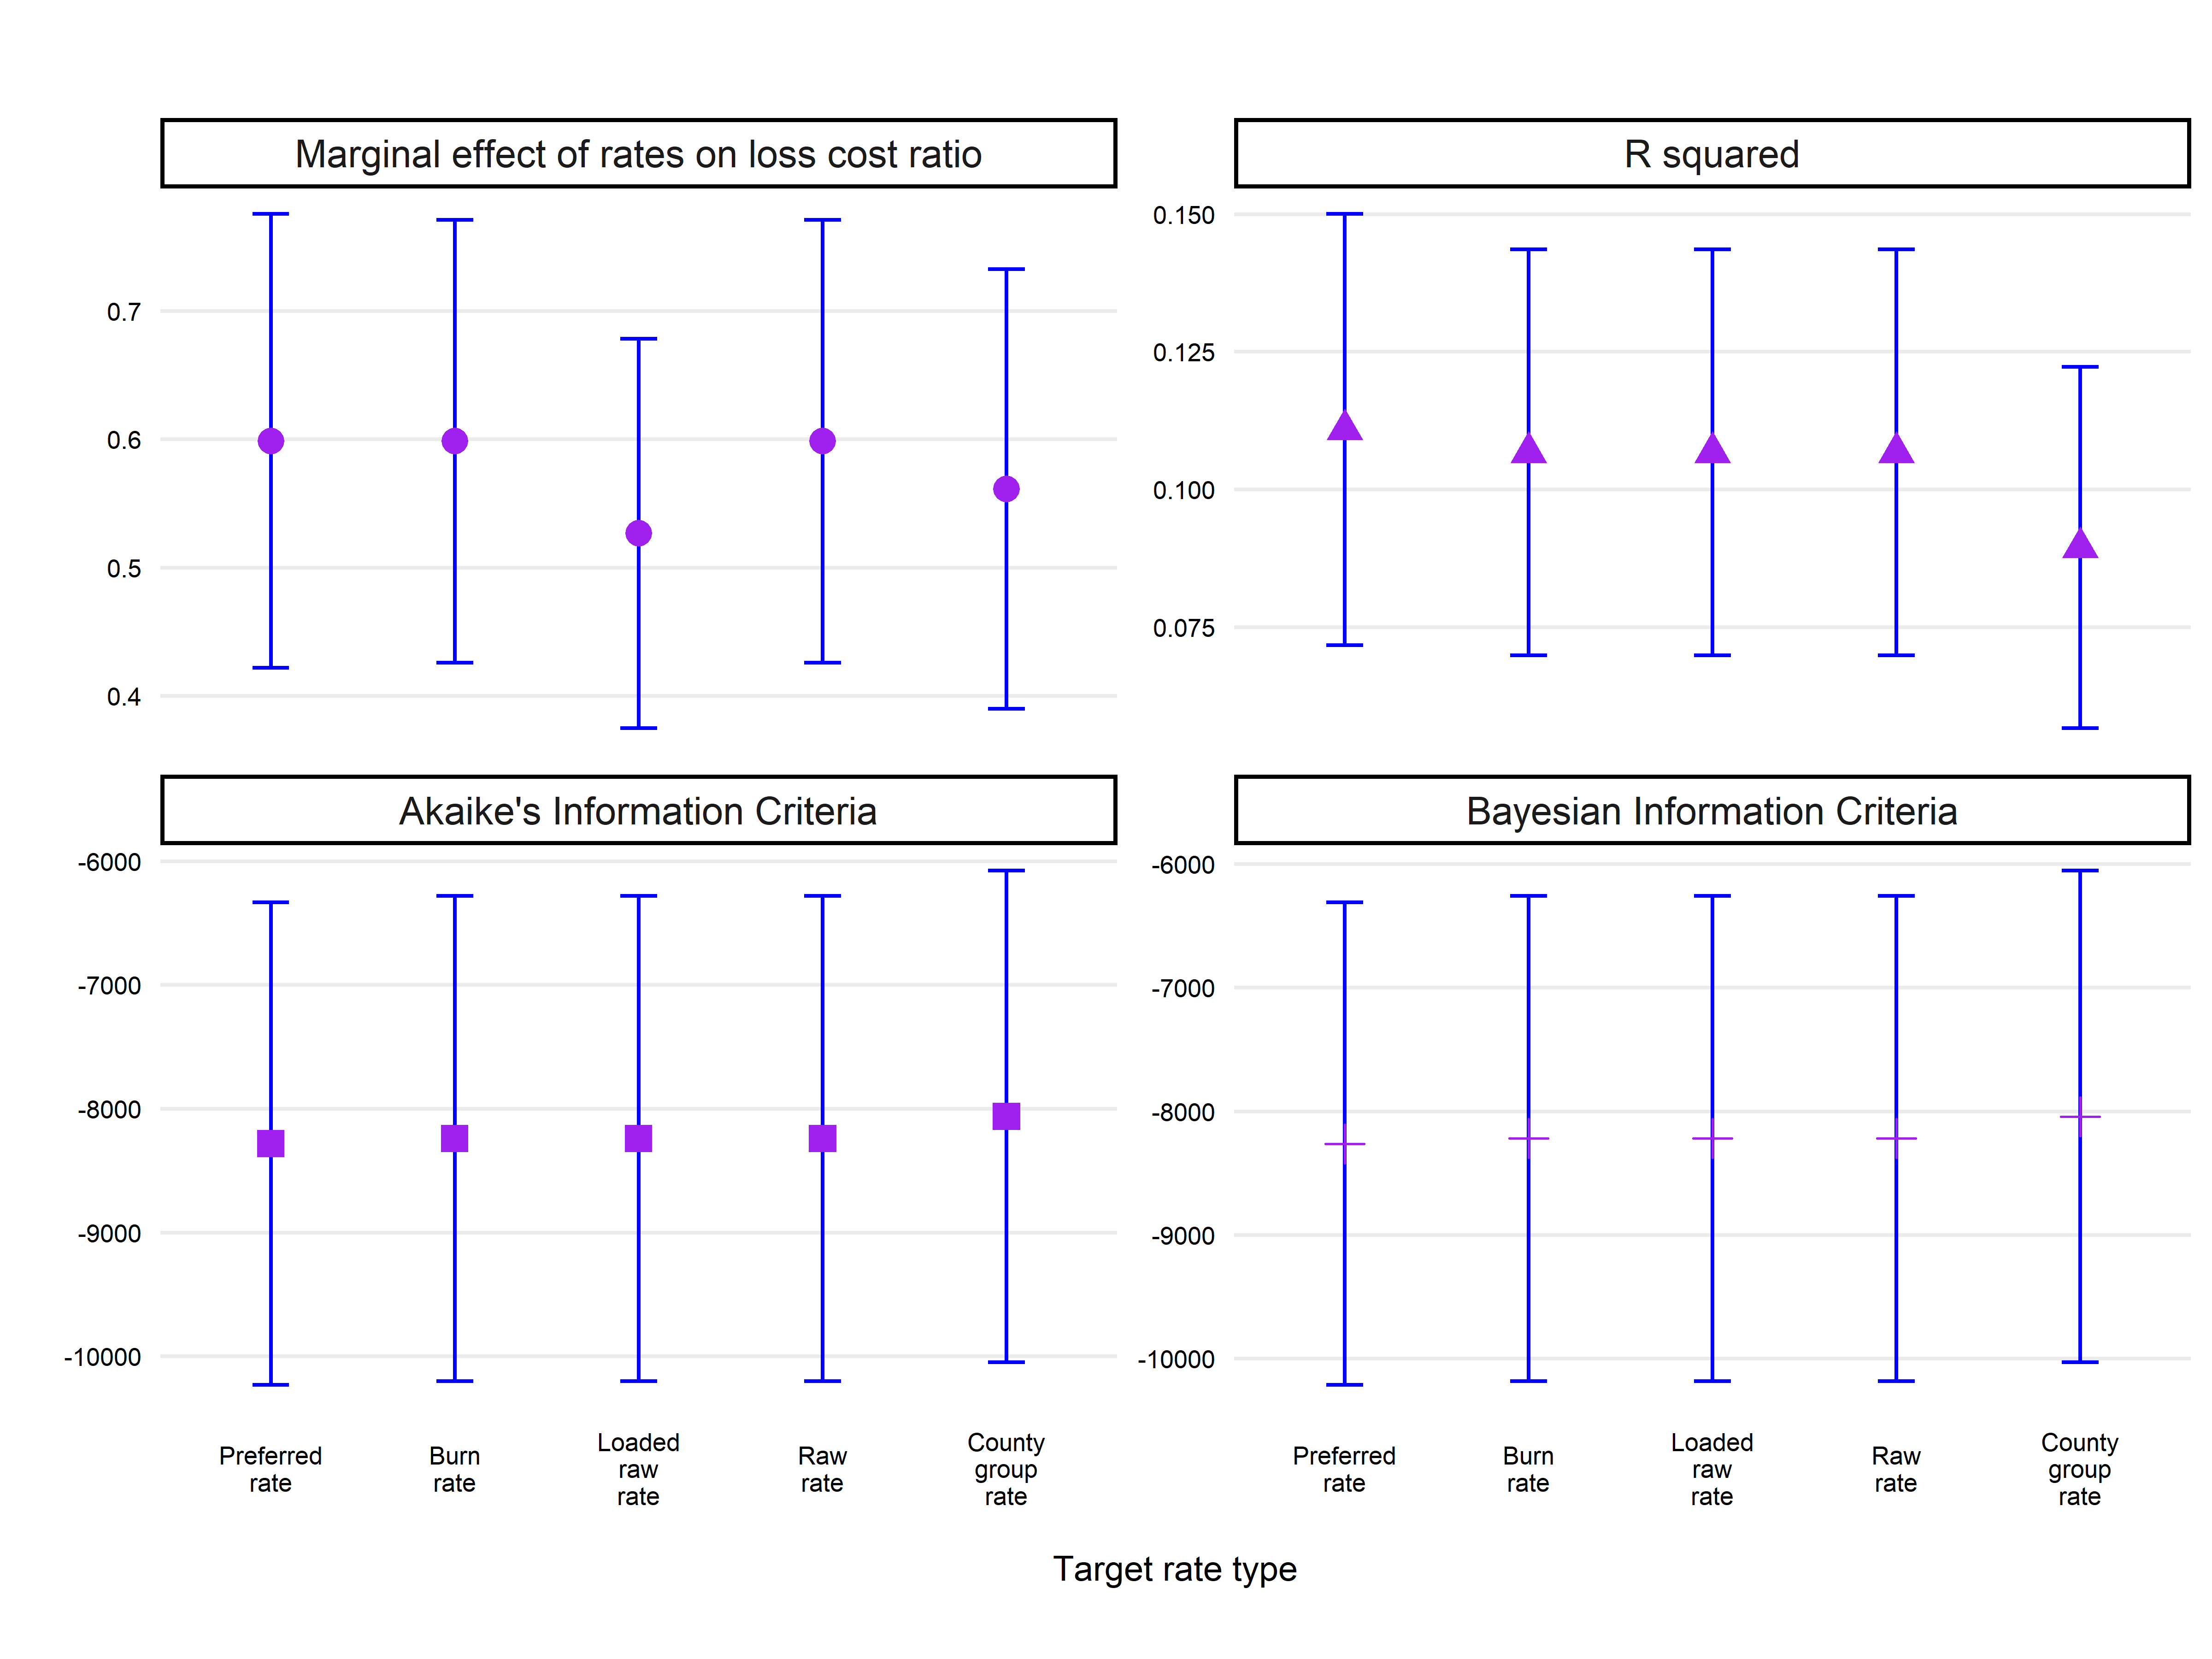 Marginal effect of rates on loss cost ratio
0.7
0.6
0.5
0.4
R squared
0.150
0.125
0.100
0.075
Akaike's Information Criteria
-6000
-7000
-8000
-9000
-10000
Preferred
rate
Burn
rate
Loaded
raw
rate
Raw
rate
County
group
rate
Bayesian Information Criteria
-6000
-7000
-8000
-9000
-10000
Preferred
rate
Burn
rate
Loaded
raw
rate
Raw
rate
County
group
rate
Target rate type